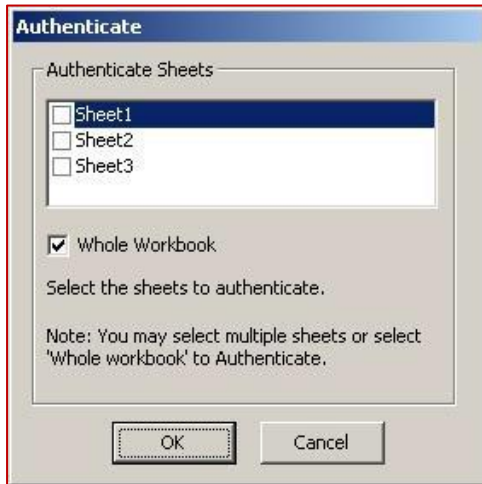 Authenticate
Authenticate Sheets
Sheet1
Sheet2
Sheet3
Whole Workbook
Select the sheets to authenticate.
Note: You may select multiple sheets or select
'Whole workbook' to Authenticate.
OK
Cancel